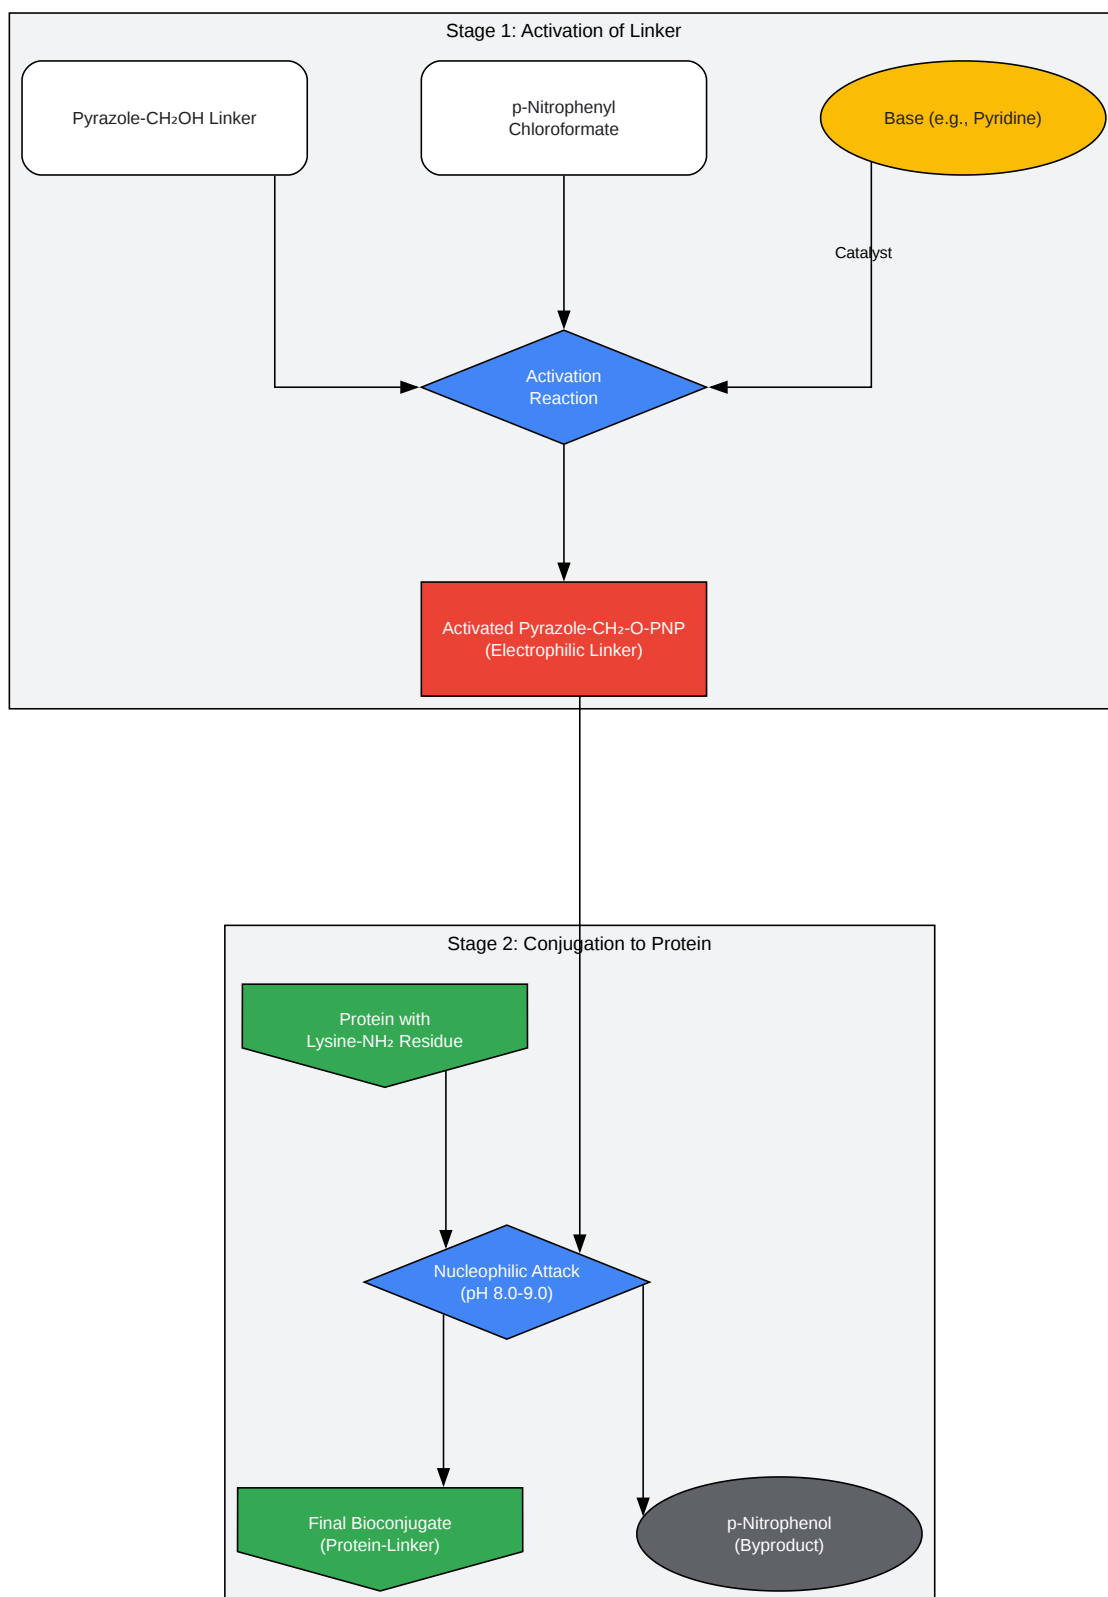 Stage 1: Activation of Linker
Pyrazole-CH₂OH Linker
p-Nitrophenyl
Chloroformate
Base (e.g., Pyridine)
Catalyst
Activation
Reaction
Activated Pyrazole-CH₂-O-PNP
(Electrophilic Linker)
Stage 2: Conjugation to Protein
Protein with
Lysine-NH₂ Residue
Nucleophilic Attack
(pH 8.0-9.0)
Final Bioconjugate
(Protein-Linker)
p-Nitrophenol
(Byproduct)